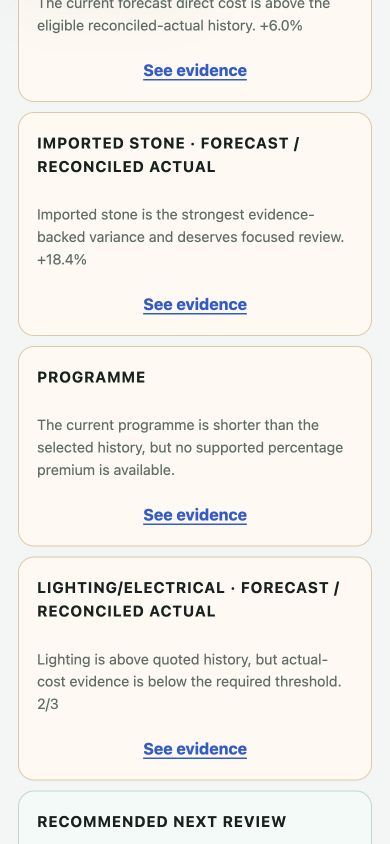 The current forecast direct cost is above the
eligible reconciled-actual history. +6.0%
See evidence
IMPORTED STONE · FORECAST /
RECONCILED ACTUAL
Imported stone is the strongest evidence-
backed variance and deserves focused review.
+18.4%
See evidence
PROGRAMME
The current programme is shorter than the
selected history, but no supported percentage
premium is available.
See evidence
LIGHTING/ELECTRICAL · FORECAST /
RECONCILED ACTUAL
Lighting is above quoted history, but actual-
cost evidence is below the required threshold.
2/3
See evidence
RECOMMENDED NEXT REVIEW